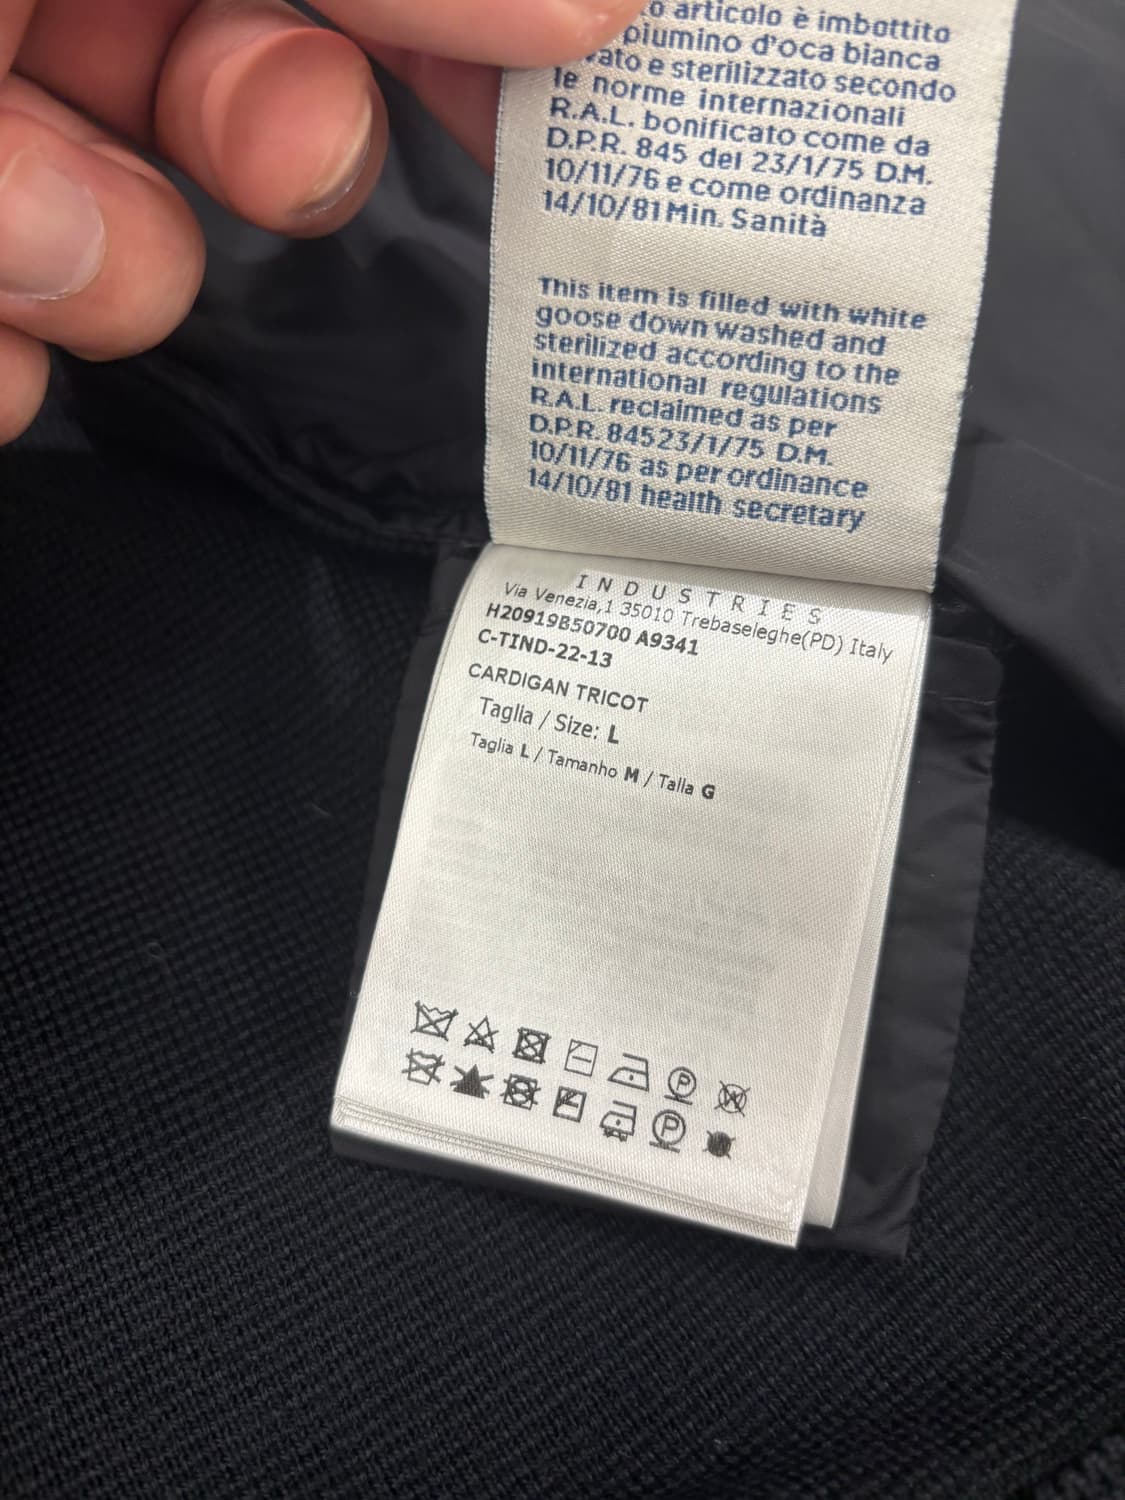 articolo è imbottito
piumino d'oca bianca
e sterilizzato secondo
le norme internazionali
R.A.L. bonificato come da
D.P.R. 845 del 23/1/75 D.M.
10/11/76 e come ordinanza
14/10/81 Min. Sanità
This item is filled with white
goose down washed and
sterilized according to the
international regulations
R.A.L. reclaimed as per
D.P.R. 84523/1/75 D.M.
10/11/76 as per ordinance
14/10/81 health secretary
INDUSTRIES
Via Venezia,1 35010 Trebaseleghe(PD) Italy
H20919B50700 A9341
C-TIND-22-13
CARDIGAN TRICOT
Taglia / Size: L
Taglia L / Tamanho M / Talla G
P W
P